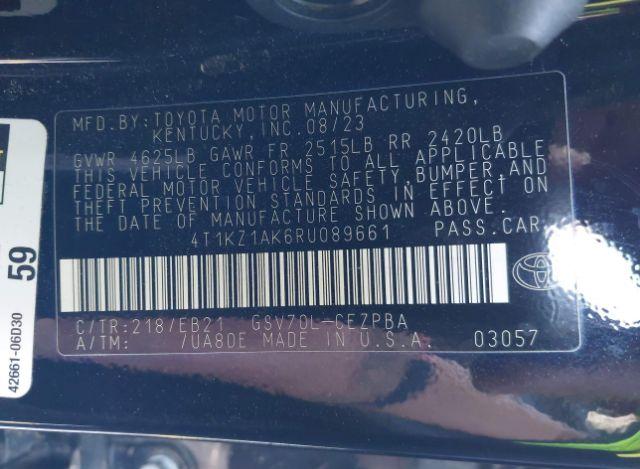 MFD.BY:TOYOTA MOTOR MANUFACTURING,
KENTUCKY,INC.08/23
GVWR 4625LB GAWR FR 2515LB RR 2420LB
THIS VEHICLE CONFORMS TO ALL APPLICABLE
FEDERAL MOTOR VEHICLE SAFETY,BUMPER,AND
THEFT PREVENTION STANDARDS IN EFFECT ON
THE DATE OF MANUFACTURE SHOWN ABOVE.
4T1KZ1AK6RU089661 PASS.CAR
C/TR:218/EB21 GSV70L-CEZPBA
A/TM: /UA80E MADE IN U.S.A. 03057
59
42661-06D30